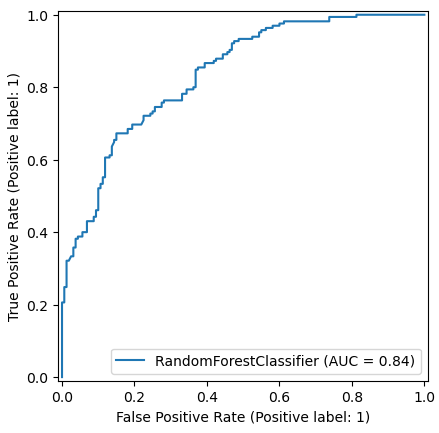 1.0
0.8
0.6
0.4
0.2
0.0
True Positive Rate (Positive label: 1)
RandomForestClassifier (AUC = 0.84)
0.0 0.2 0.4 0.6 0.8 1.0
False Positive Rate (Positive label: 1)